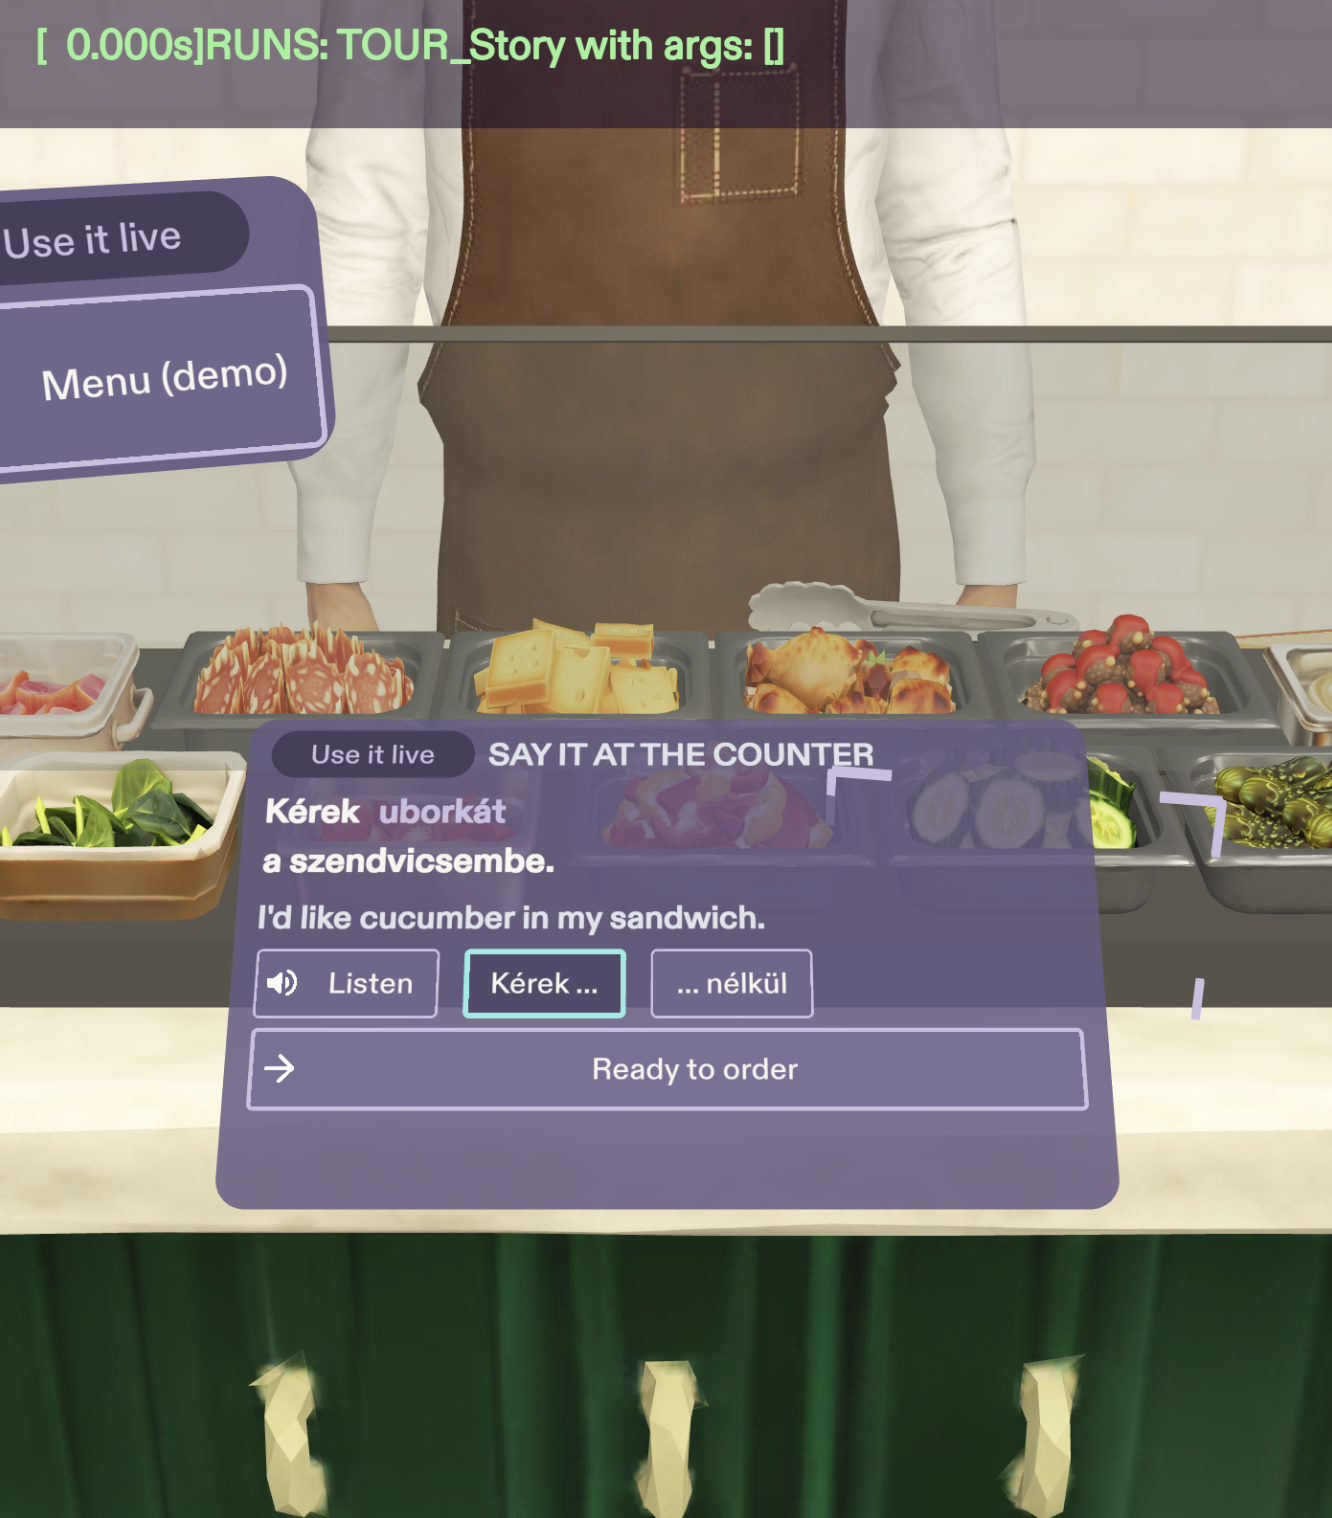 [ 0.000s]RUNS: TOUR_Story with args: []
Use it live
Menu (demo)
Use it live
SAY IT AT THE COUNTER
Kérek uborkát
a szendvicsembe.
I'd like cucumber in my sandwich.
Listen
Kérek ...
... nélkül
Ready to order